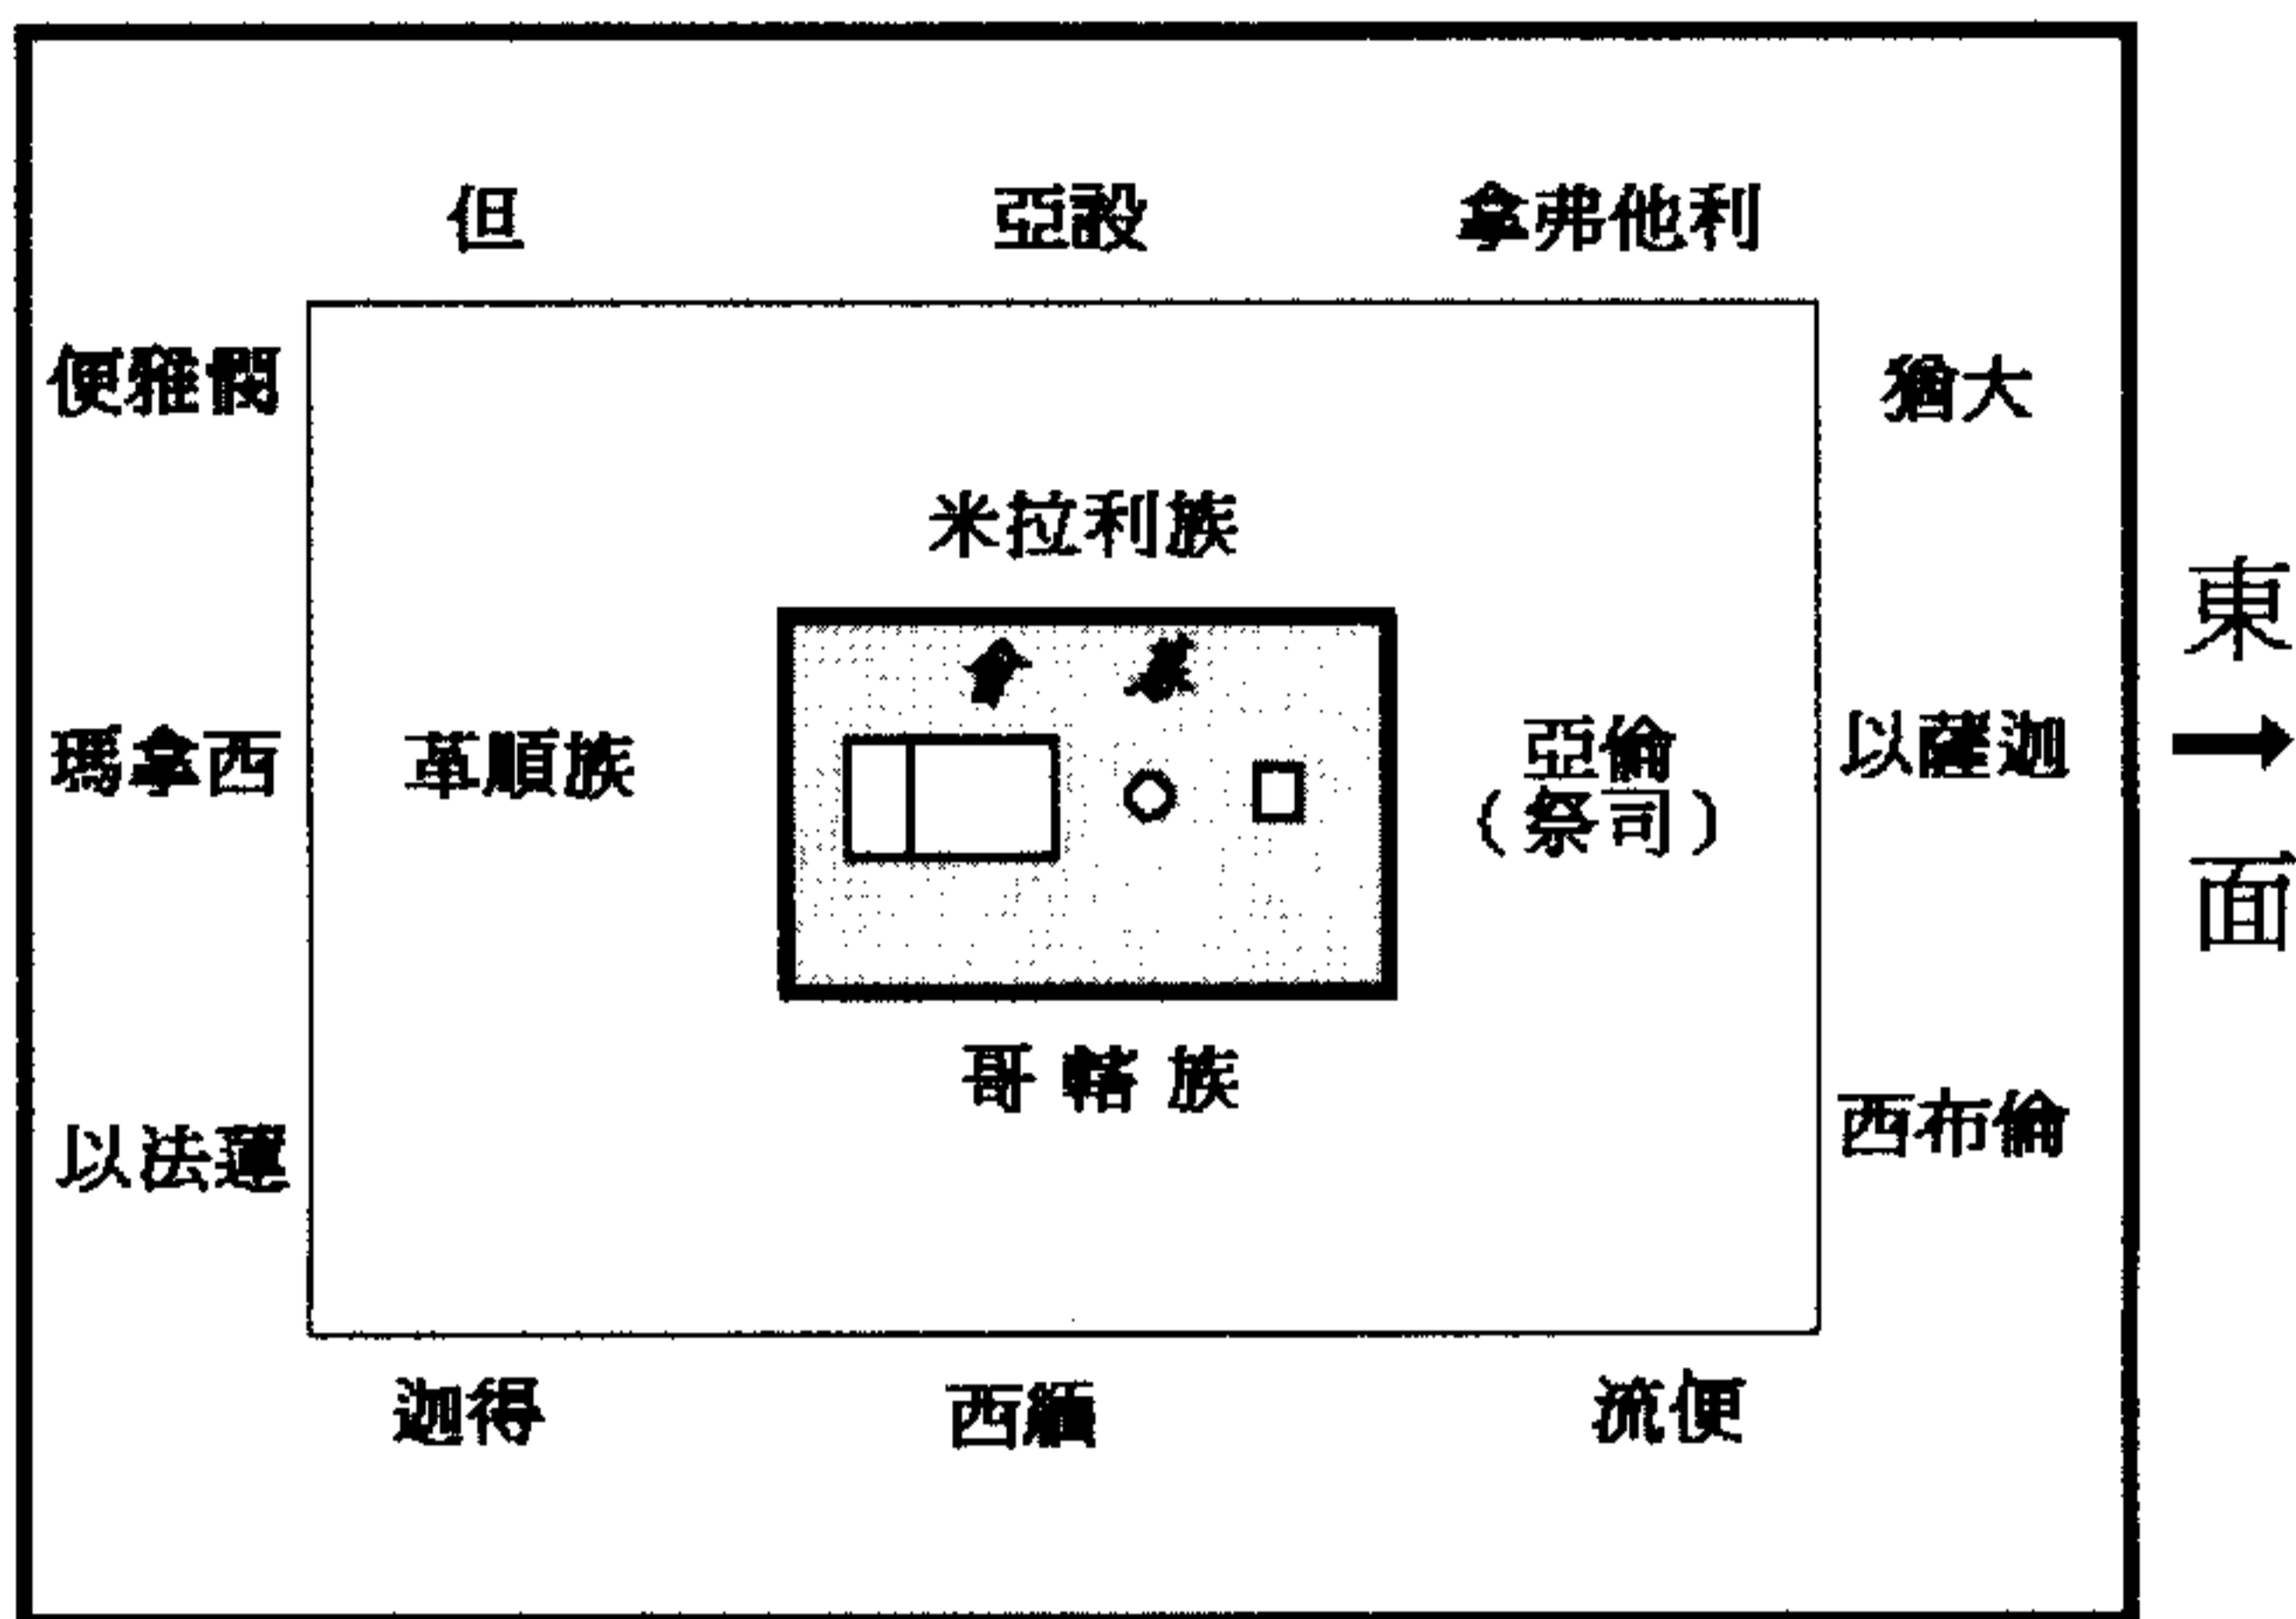 但 亞設 拿弗他利
便雅憫 猶大
米拉利族
會幕
瑪拿西 革順族 亞倫 以薩迦
（祭司）
東面
哥轄族
以法蓮 西布倫
迦得 西緬 流便